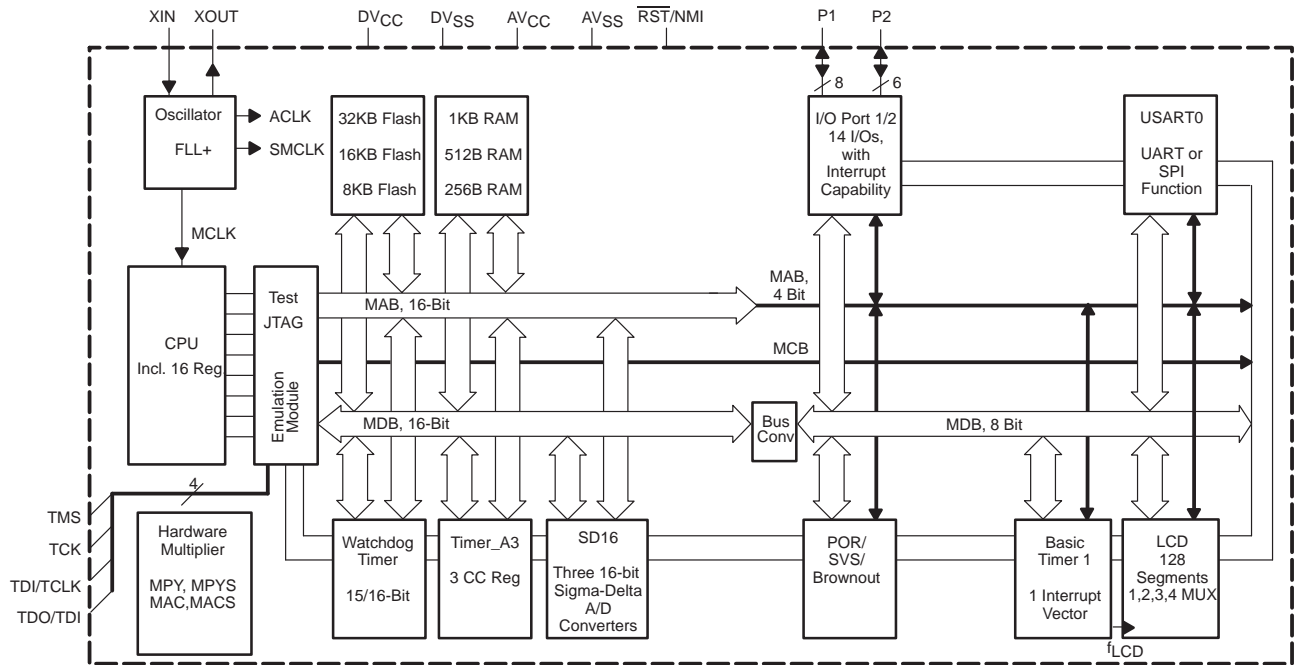 XIN XOUT DVCC DVSS AVCC AVSS RST/NMI P1 P2
8 6
Oscillator
FLL+
ACLK
SMCLK
32KB Flash
16KB Flash
8KB Flash
1KB RAM
512B RAM
256B RAM
I/O Port 1/2
14 I/Os,
with
Interrupt
Capability
USART0
UART or
SPI
Function
MCLK
CPU
Incl. 16 Reg.
Test
JTAG
Emulation
Module
MAB, 16-Bit
MAB,
4 Bit
MCB
MDB, 16-Bit
Bus
Conv
MDB, 8 Bit
4
TMS
TCK
TDI/TCLK
TDO/TDI
Hardware
Multiplier
MPY, MPYS
MAC,MACS
Watchdog
Timer
15/16-Bit
Timer_A3
3 CC Reg
SD16
Three 16-bit
Sigma-Delta
A/D
Converters
POR/
SVS/
Brownout
Basic
Timer 1
1 Interrupt
Vector
LCD
128
Segments
1,2,3,4 MUX
fLCD